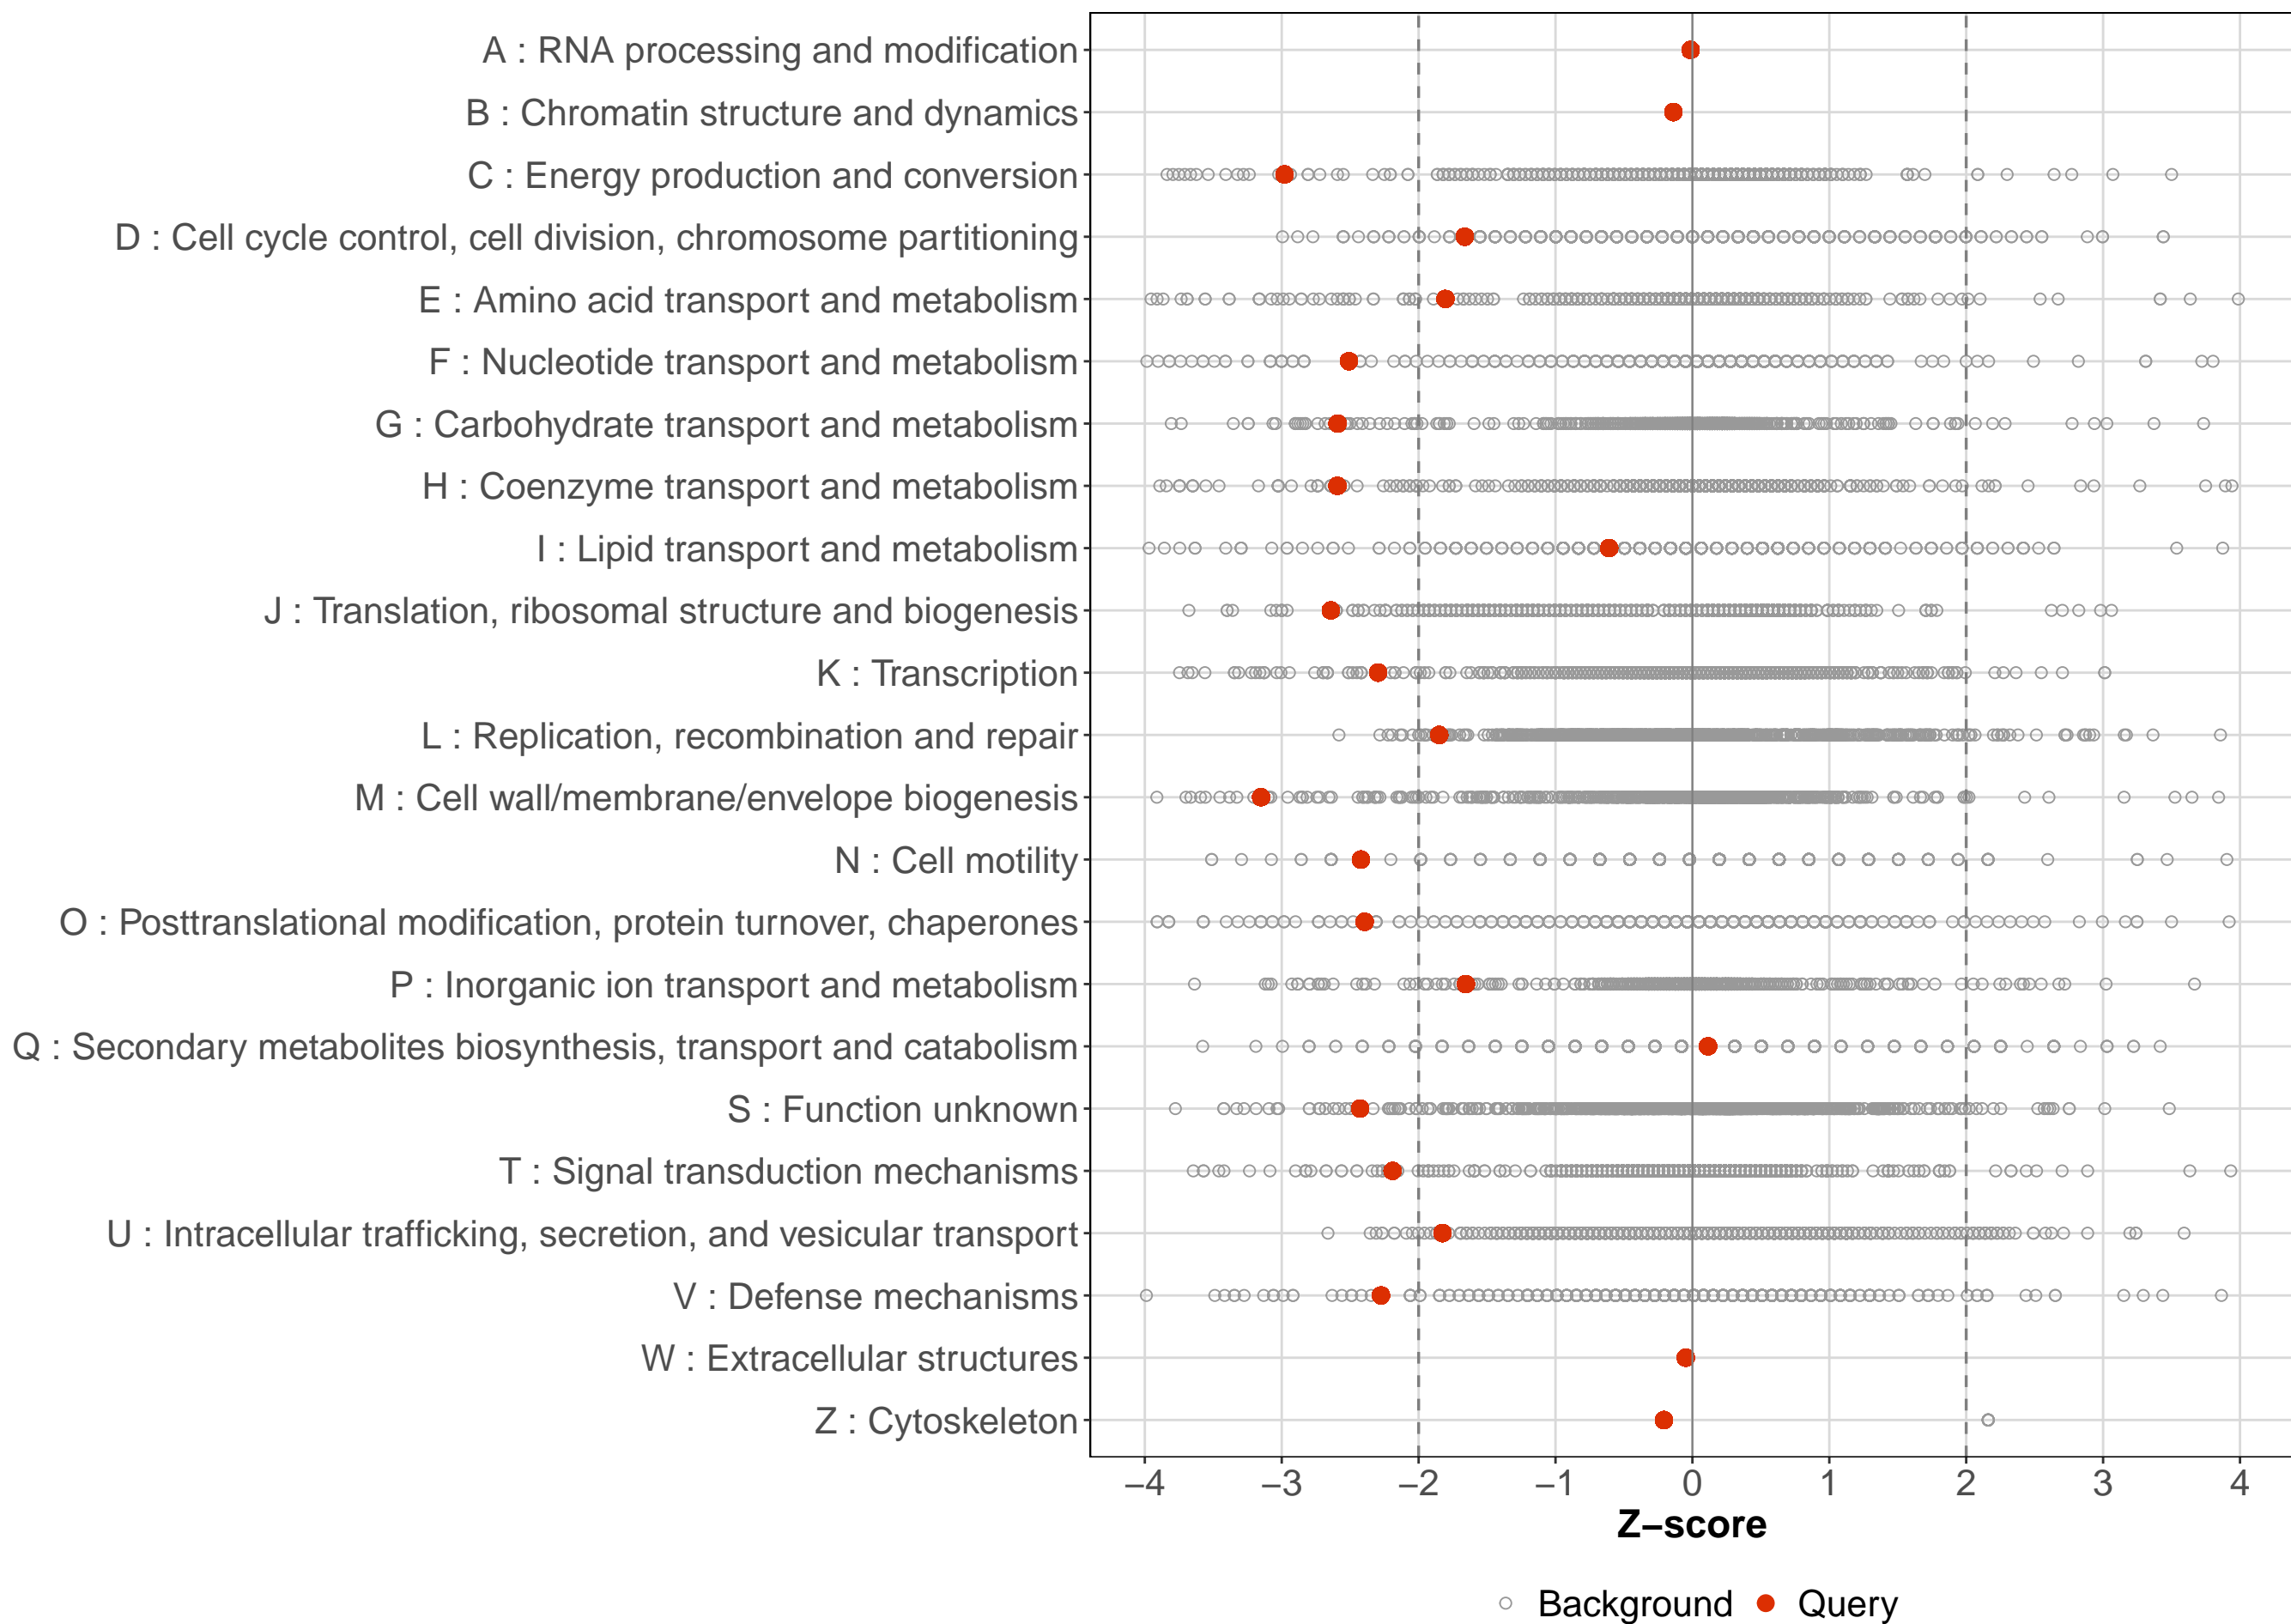 A : RNA processing and modification
B : Chromatin structure and dynamics
C : Energy production and conversion
D : Cell cycle control, cell division, chromosome partitioning
E : Amino acid transport and metabolism
F : Nucleotide transport and metabolism
G : Carbohydrate transport and metabolism
H : Coenzyme transport and metabolism
I : Lipid transport and metabolism
J : Translation, ribosomal structure and biogenesis
K : Transcription
L : Replication, recombination and repair
M : Cell wall/membrane/envelope biogenesis
N : Cell motility
O : Posttranslational modification, protein turnover, chaperones
P : Inorganic ion transport and metabolism
Q : Secondary metabolites biosynthesis, transport and catabolism
S : Function unknown
T : Signal transduction mechanisms
U : Intracellular trafficking, secretion, and vesicular transport
V : Defense mechanisms
W : Extracellular structures
Z : Cytoskeleton
−4 −3 −2 −1 0 1 2 3 4
Z−score
Background Query